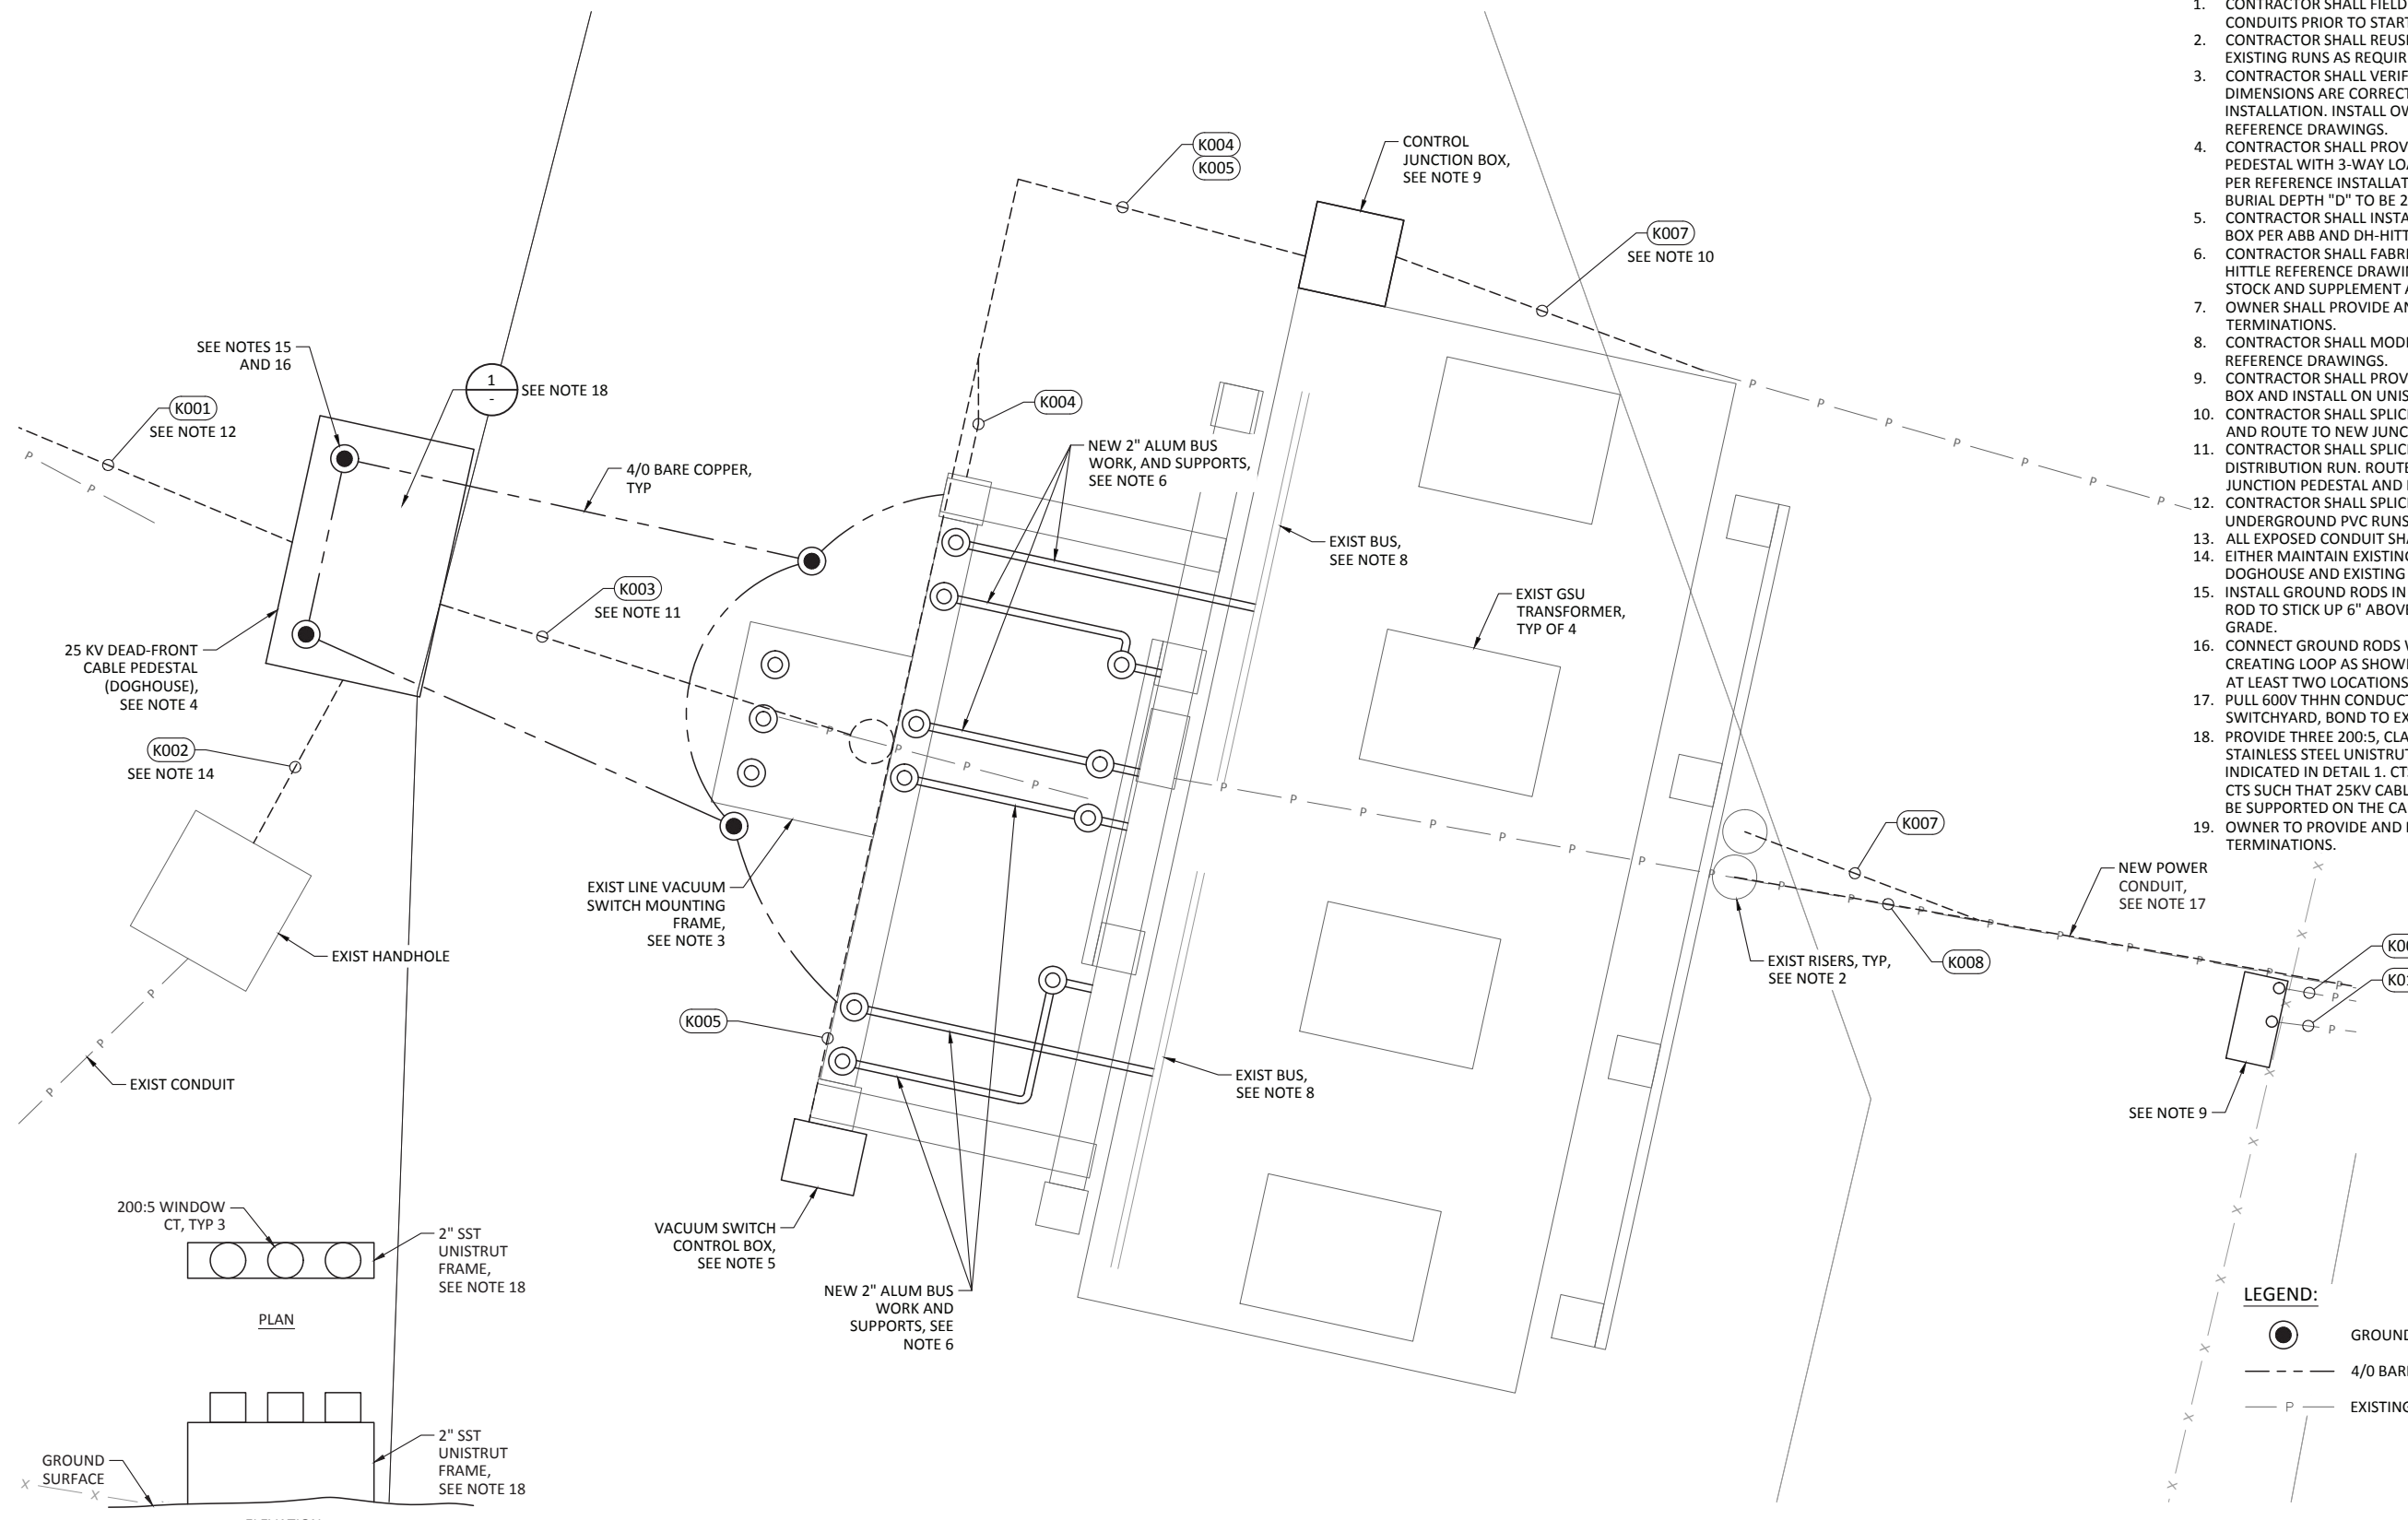 K004
K005
CONTROL
JUNCTION BOX,
SEE NOTE 9
K007
SEE NOTE 10
SEE NOTES 15
AND 16
1
-
SEE NOTE 18
K001
SEE NOTE 12
K004
4/0 BARE COPPER,
TYP
NEW 2" ALUM BUS
WORK, AND SUPPORTS,
SEE NOTE 6
EXIST BUS,
SEE NOTE 8
K003
SEE NOTE 11
EXIST GSU
TRANSFORMER,
TYP OF 4
25 KV DEAD-FRONT
CABLE PEDESTAL
(DOGHOUSE),
SEE NOTE 4
K002
SEE NOTE 14
EXIST LINE VACUUM
SWITCH MOUNTING
FRAME,
SEE NOTE 3
EXIST HANDHOLE
EXIST CONDUIT
K005
K007
NEW POWER
CONDUIT,
SEE NOTE 17
EXIST RISERS, TYP,
SEE NOTE 2
K008
SEE NOTE 9
EXIST BUS,
SEE NOTE 8
VACUUM SWITCH
CONTROL BOX,
SEE NOTE 5
NEW 2" ALUM BUS
WORK AND
SUPPORTS, SEE
NOTE 6
200:5 WINDOW
CT, TYP 3
2" SST
UNISTRUT
FRAME,
SEE NOTE 18
PLAN
2" SST
UNISTRUT
FRAME,
SEE NOTE 18
GROUND
SURFACE
1. CONTRACTOR SHALL FIELD
CONDUITS PRIOR TO START
2. CONTRACTOR SHALL REUS
EXISTING RUNS AS REQUIR
3. CONTRACTOR SHALL VERIF
DIMENSIONS ARE CORRECT
INSTALLATION. INSTALL OW
REFERENCE DRAWINGS.
4. CONTRACTOR SHALL PROV
PEDESTAL WITH 3-WAY LOA
PER REFERENCE INSTALLAT
BURIAL DEPTH "D" TO BE 2
5. CONTRACTOR SHALL INSTA
BOX PER ABB AND DH-HITT
6. CONTRACTOR SHALL FABRI
HITTLE REFERENCE DRAWIN
STOCK AND SUPPLEMENT A
7. OWNER SHALL PROVIDE AN
TERMINATIONS.
8. CONTRACTOR SHALL MODI
REFERENCE DRAWINGS.
9. CONTRACTOR SHALL PROV
BOX AND INSTALL ON UNIS
10. CONTRACTOR SHALL SPLIC
AND ROUTE TO NEW JUNC
11. CONTRACTOR SHALL SPLIC
DISTRIBUTION RUN. ROUTE
JUNCTION PEDESTAL AND
12. CONTRACTOR SHALL SPLIC
UNDERGROUND PVC RUNS
13. ALL EXPOSED CONDUIT SHA
14. EITHER MAINTAIN EXISTING
DOGHOUSE AND EXISTING
15. INSTALL GROUND RODS IN
ROD TO STICK UP 6" ABOVE
GRADE.
16. CONNECT GROUND RODS W
CREATING LOOP AS SHOW
AT LEAST TWO LOCATIONS
17. PULL 600V THHN CONDUCT
SWITCHYARD, BOND TO EX
18. PROVIDE THREE 200:5, CLA
STAINLESS STEEL UNISTRUT
INDICATED IN DETAIL 1. CT
CTS SUCH THAT 25KV CABL
BE SUPPORTED ON THE CA
19. OWNER TO PROVIDE AND
TERMINATIONS.
LEGEND:
GROUND
4/0 BAR
P EXISTING